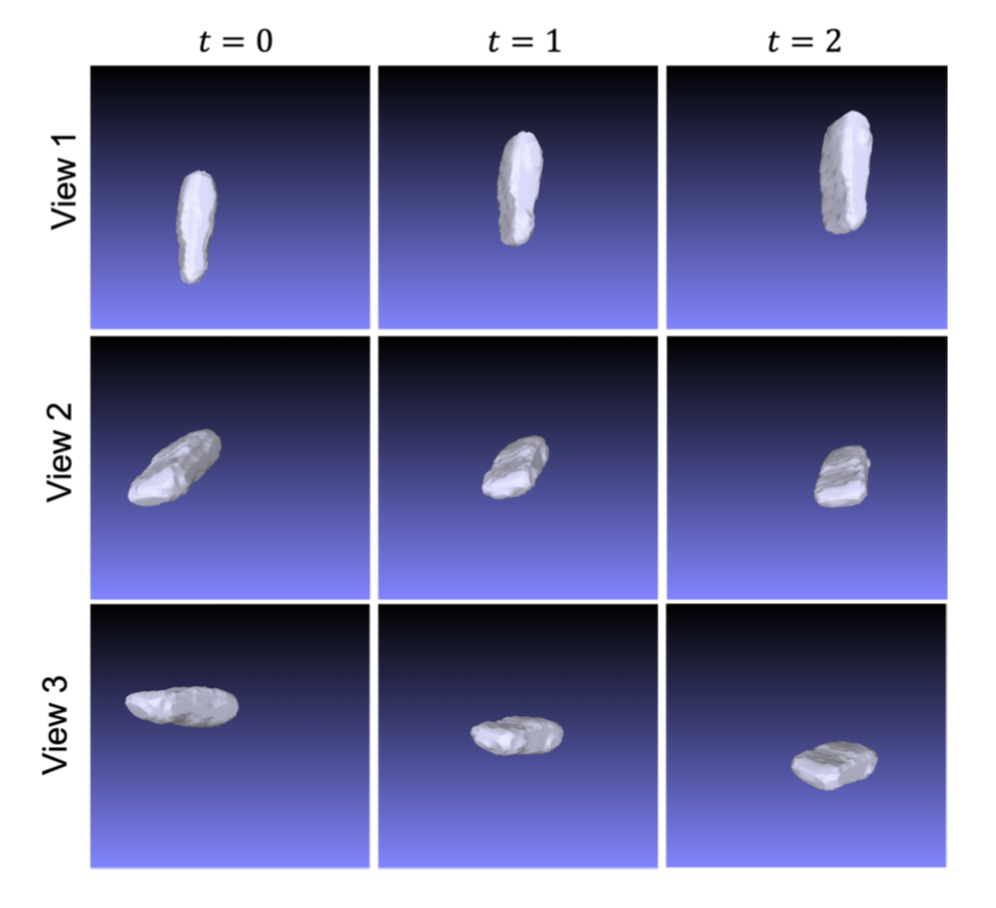 t = 0
t = 1
t = 2
View 1
View 2
View 3